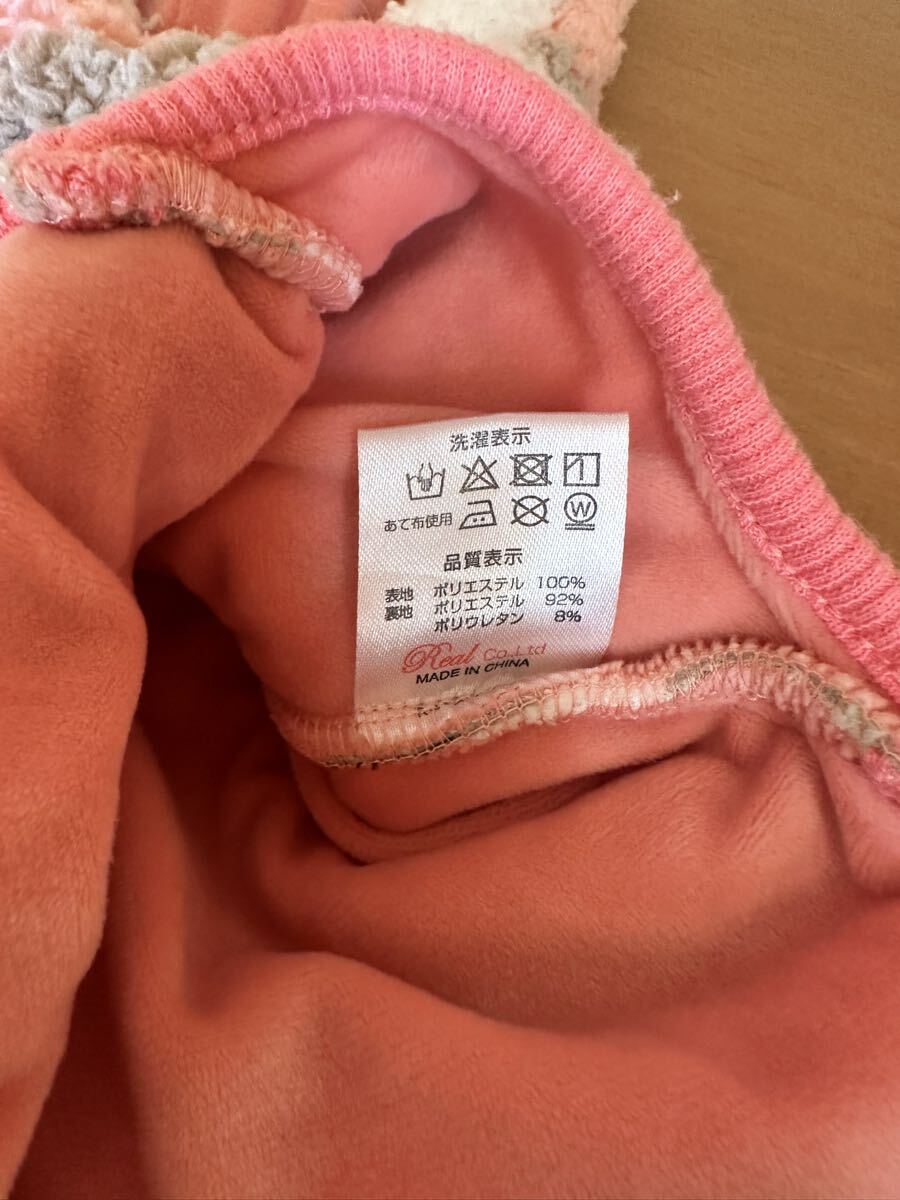 洗濯表示
あて布使用
W
品質表示
表地 ポリエステル 100%
裏地 ポリエステル 92%
ポリウレタン 8%
Real Co.,Ltd
MADE IN CHINA